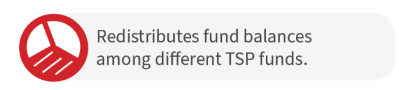 Redistributes fund balances
among different TSP funds.